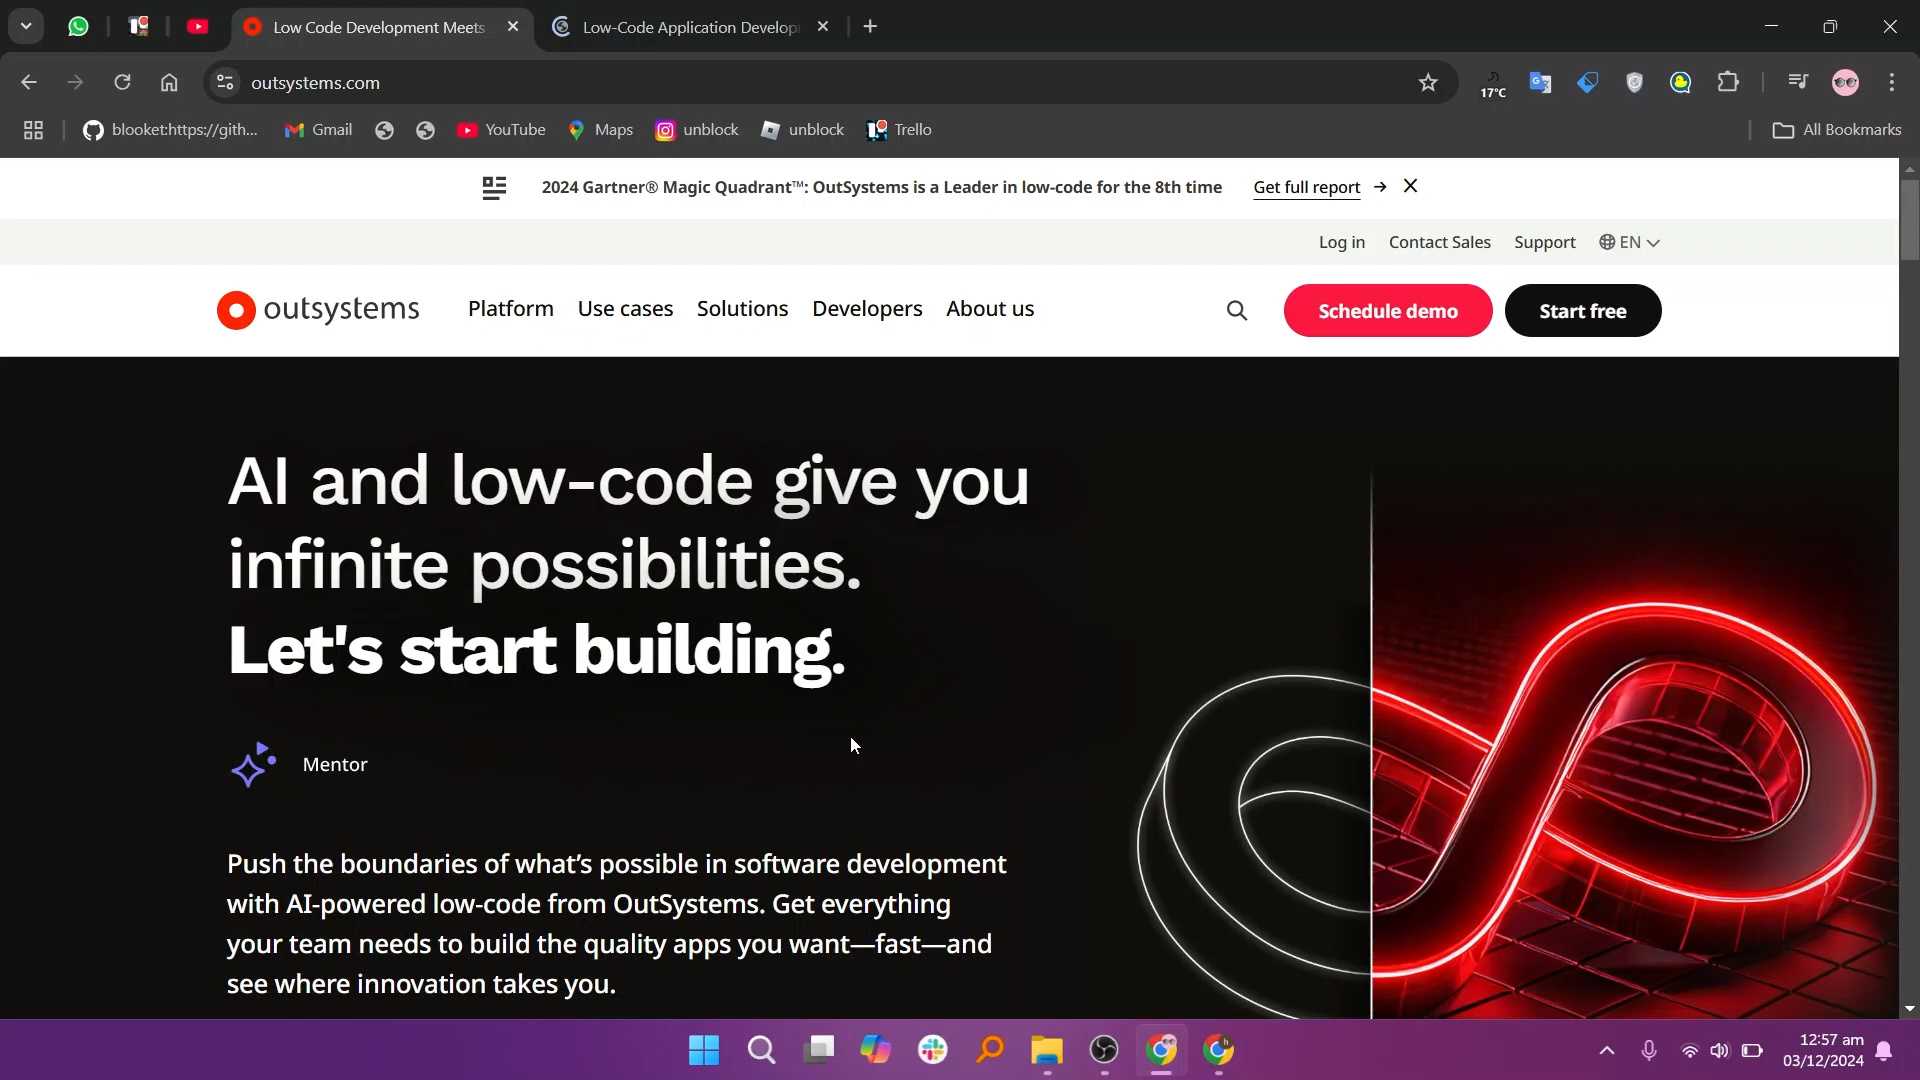 Low Code Development Meets
Low-Code Application Develop
outsystems.com
17°C
blooket:https://gith...
Gmail
YouTube
Maps
unblock
unblock
Trello
All Bookmarks
2024 Gartner® Magic Quadrant™: OutSystems is a Leader in low-code for the 8th time
Get full report →
Log in
Contact Sales
Support
EN
outsystems
Platform
Use cases
Solutions
Developers
About us
Schedule demo
Start free
AI and low-code give you
infinite possibilities.
Let's start building.
Mentor
Push the boundaries of what’s possible in software development
with AI-powered low-code from OutSystems. Get everything
your team needs to build the quality apps you want—fast—and
see where innovation takes you.
12:57 am
03/12/2024